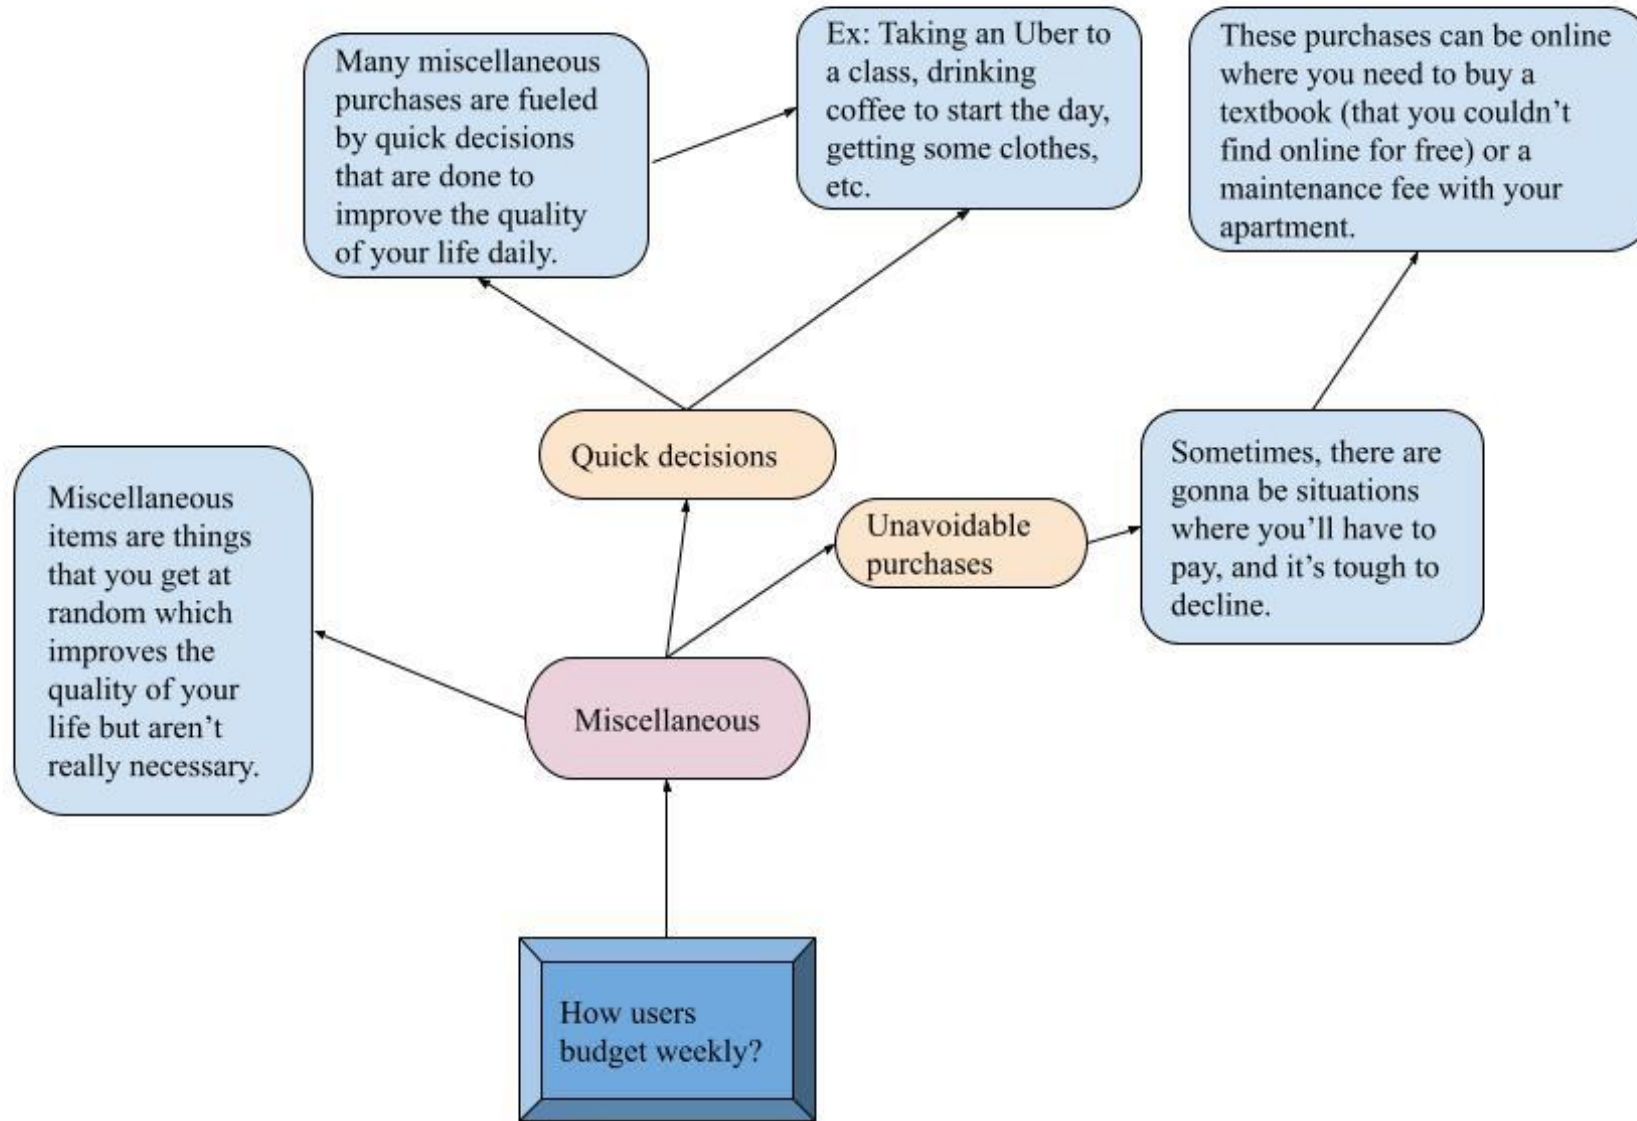 Many miscellaneous
purchases are fueled
by quick decisions
that are done to
improve the quality
of your life daily.
Ex: Taking an Uber to
a class, drinking
coffee to start the day,
getting some clothes,
etc.
These purchases can be online
where you need to buy a
textbook (that you couldn’t
find online for free) or a
maintenance fee with your
apartment.
Quick decisions
Unavoidable
purchases
Sometimes, there are
gonna be situations
where you’ll have to
pay, and it’s tough to
decline.
Miscellaneous
items are things
that you get at
random which
improves the
quality of your
life but aren’t
really necessary.
Miscellaneous
How users
budget weekly?